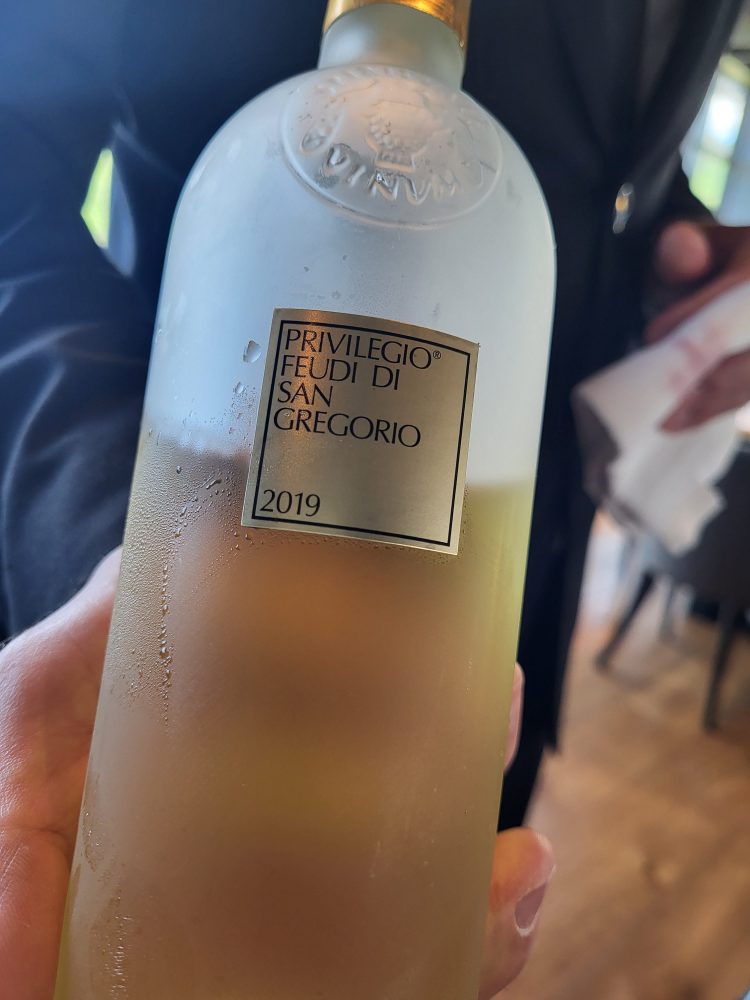 PRIVILEGIO®
FEUDI DI
SAN
GREGORIO
2019